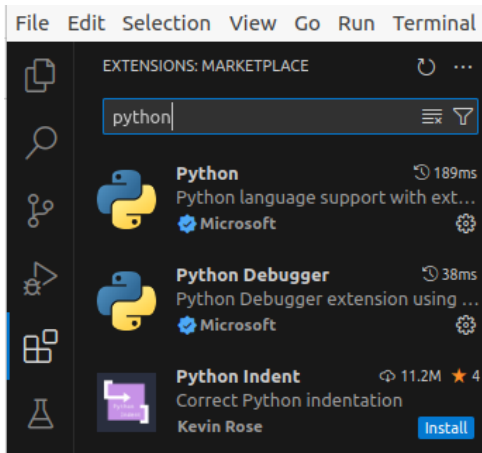 File Edit Selection View Go Run Terminal
EXTENSIONS: MARKETPLACE
python
Python 189ms
Python language support with ext...
Microsoft
Python Debugger 38ms
Python Debugger extension using ...
Microsoft
Python Indent 11.2M ★ 4
Correct Python indentation
Kevin Rose Install